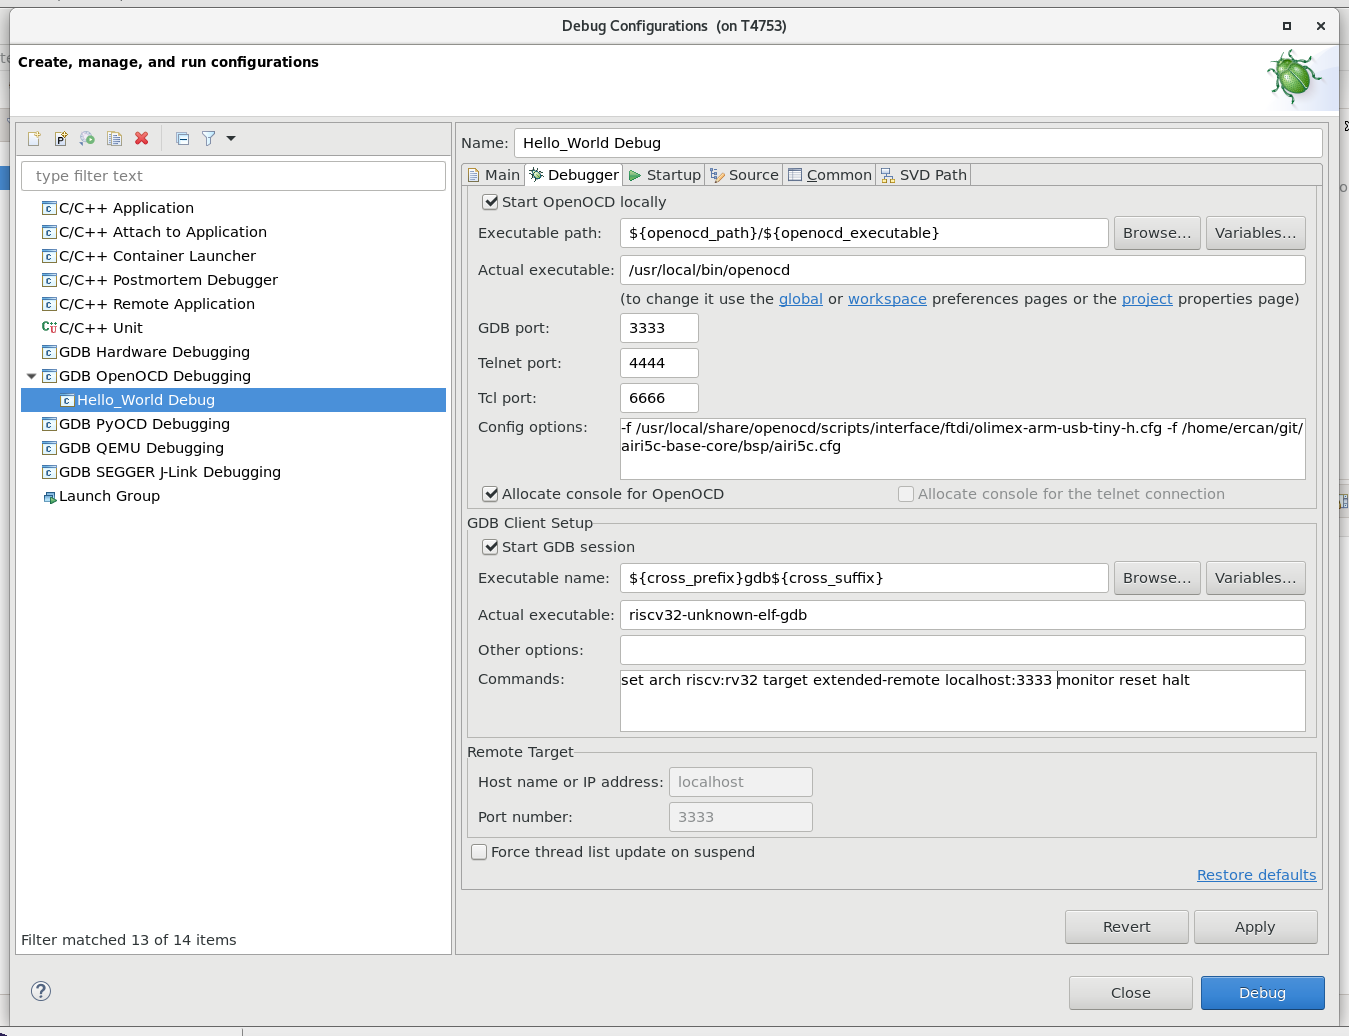 Debug Configurations (on T4753)
Create, manage, and run configurations
type filter text
C/C++ Application
C/C++ Attach to Application
C/C++ Container Launcher
C/C++ Postmortem Debugger
C/C++ Remote Application
C/C++ Unit
GDB Hardware Debugging
GDB OpenOCD Debugging
Hello_World Debug
GDB PyOCD Debugging
GDB QEMU Debugging
GDB SEGGER J-Link Debugging
Launch Group
Filter matched 13 of 14 items
Name: Hello_World Debug
Main Debugger Startup Source Common SVD Path
Start OpenOCD locally
Executable path: ${openocd_path}/${openocd_executable} Browse... Variables...
Actual executable: /usr/local/bin/openocd
(to change it use the global or workspace preferences pages or the project properties page)
GDB port: 3333
Telnet port: 4444
Tcl port: 6666
Config options: -f /usr/local/share/openocd/scripts/interface/ftdi/olimex-arm-usb-tiny-h.cfg -f /home/ercan/git/
airi5c-base-core/bsp/airi5c.cfg
Allocate console for OpenOCD Allocate console for the telnet connection
GDB Client Setup
Start GDB session
Executable name: ${cross_prefix}gdb${cross_suffix} Browse... Variables...
Actual executable: riscv32-unknown-elf-gdb
Other options:
Commands: set arch riscv:rv32 target extended-remote localhost:3333 monitor reset halt
Remote Target
Host name or IP address: localhost
Port number: 3333
Force thread list update on suspend
Restore defaults
Revert Apply
Close Debug